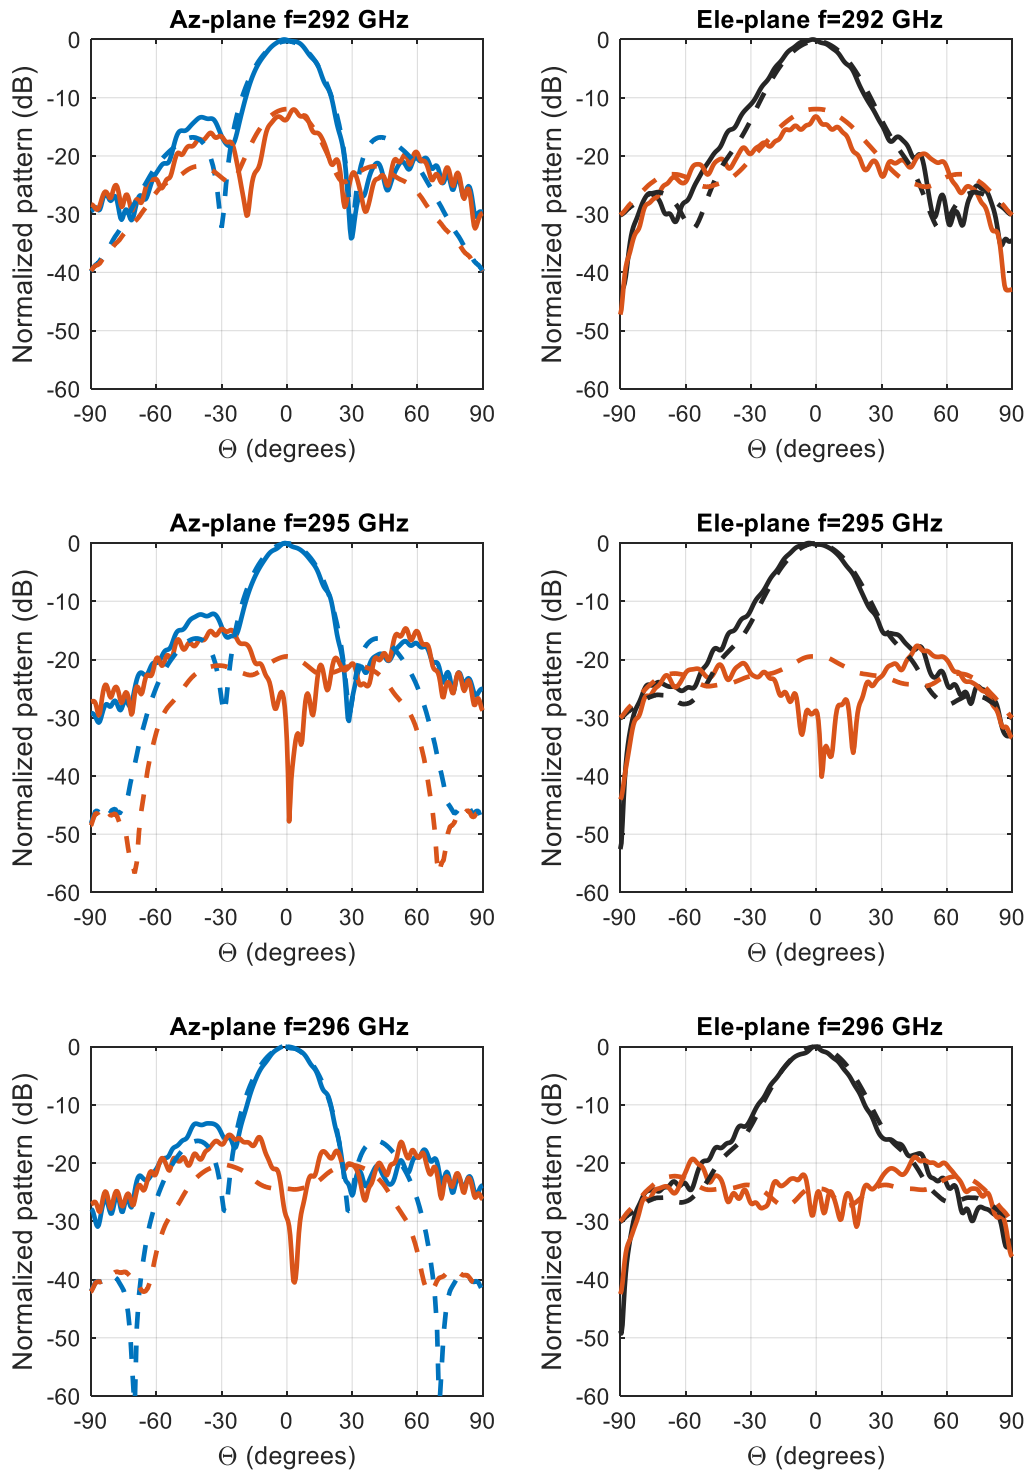 Az-plane f=292 GHz
Normalized pattern (dB)
0
-10
-20
-30
-40
-50
-60
-90 -60 -30 0 30 60 90
Θ (degrees)
Ele-plane f=292 GHz
Normalized pattern (dB)
0
-10
-20
-30
-40
-50
-60
-90 -60 -30 0 30 60 90
Θ (degrees)
Az-plane f=295 GHz
Normalized pattern (dB)
0
-10
-20
-30
-40
-50
-60
-90 -60 -30 0 30 60 90
Θ (degrees)
Ele-plane f=295 GHz
Normalized pattern (dB)
0
-10
-20
-30
-40
-50
-60
-90 -60 -30 0 30 60 90
Θ (degrees)
Az-plane f=296 GHz
Normalized pattern (dB)
0
-10
-20
-30
-40
-50
-60
-90 -60 -30 0 30 60 90
Θ (degrees)
Ele-plane f=296 GHz
Normalized pattern (dB)
0
-10
-20
-30
-40
-50
-60
-90 -60 -30 0 30 60 90
Θ (degrees)